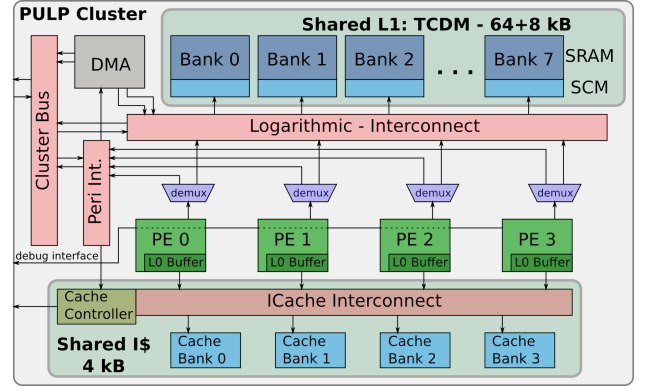 PULP Cluster
Shared L1: TCDM - 64+8 kB
DMA
Bank 0
Bank 1
Bank 2
. . .
Bank 7
SRAM
SCM
Cluster Bus
Logarithmic - Interconnect
Peri Int.
demux
demux
demux
demux
PE 0
PE 1
PE 2
PE 3
L0 Buffer
L0 Buffer
L0 Buffer
L0 Buffer
debug interface
Cache
Controller
ICache Interconnect
Shared I$
4 kB
Cache
Bank 0
Cache
Bank 1
Cache
Bank 2
Cache
Bank 3